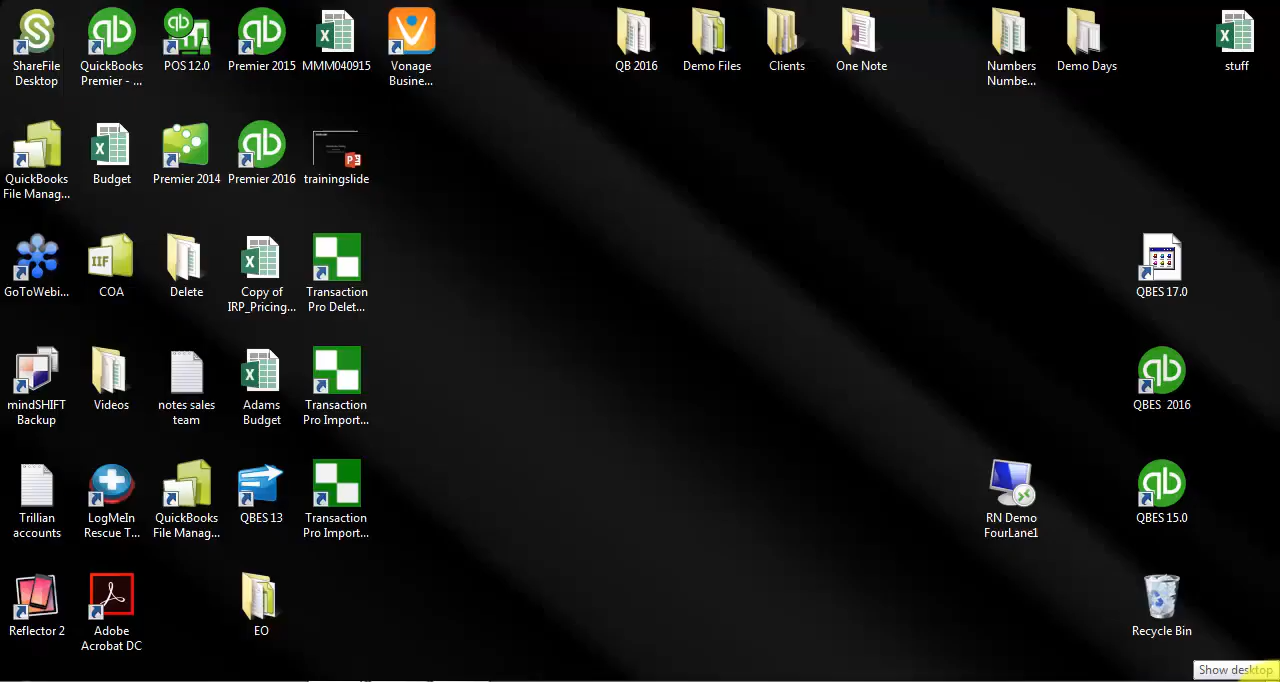 ShareFile
Desktop
QuickBooks
Premier - ...
POS 12.0
Premier 2015
MMM040915
Vonage
Busine...
QB 2016
Demo Files
Clients
One Note
Numbers
Numbe...
Demo Days
stuff
QuickBooks
File Manag...
Budget
Premier 2014
Premier 2016
trainingslide
GoToWebi...
IIF
COA
Delete
Copy of
IRP_Pricing...
Transaction
Pro Delet...
QBES 17.0
mindSHIFT
Backup
Videos
notes sales
team
Adams
Budget
Transaction
Pro Import...
QBES 2016
Trillian
accounts
LogMeIn
Rescue T...
QuickBooks
File Manag...
QBES 13
Transaction
Pro Import...
RN Demo
FourLane1
QBES 15.0
Reflector 2
Adobe
Acrobat DC
EO
Recycle Bin
Show desktop